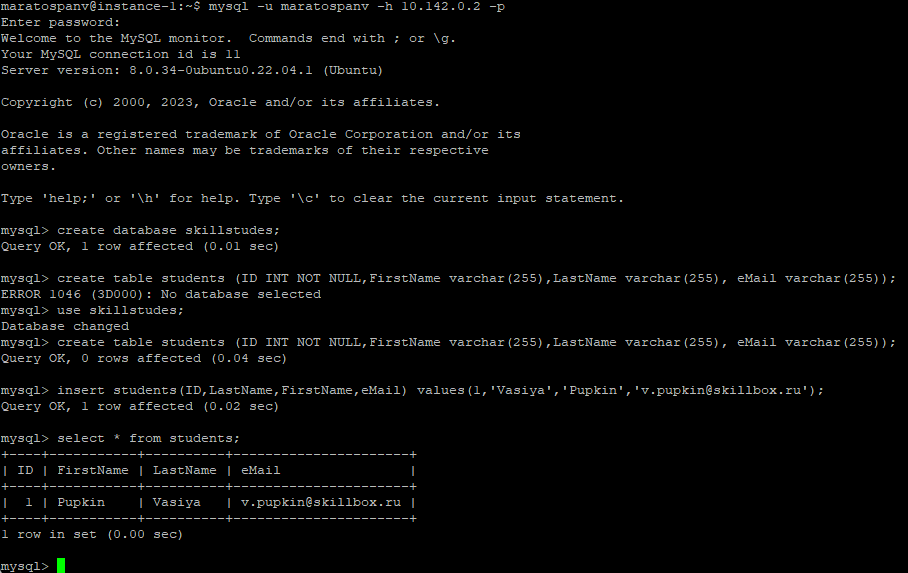 maratospanv@instance-1:~$ mysql -u maratospanv -h 10.142.0.2 -p
Enter password:
Welcome to the MySQL monitor.  Commands end with ; or \g.
Your MySQL connection id is 11
Server version: 8.0.34-0ubuntu0.22.04.1 (Ubuntu)

Copyright (c) 2000, 2023, Oracle and/or its affiliates.

Oracle is a registered trademark of Oracle Corporation and/or its
affiliates. Other names may be trademarks of their respective
owners.

Type 'help;' or '\h' for help. Type '\c' to clear the current input statement.

mysql> create database skillstudes;
Query OK, 1 row affected (0.01 sec)

mysql> create table students (ID INT NOT NULL,FirstName varchar(255),LastName varchar(255), eMail varchar(255));
ERROR 1046 (3D000): No database selected
mysql> use skillstudes;
Database changed
mysql> create table students (ID INT NOT NULL,FirstName varchar(255),LastName varchar(255), eMail varchar(255));
Query OK, 0 rows affected (0.04 sec)

mysql> insert students(ID,LastName,FirstName,eMail) values(1,'Vasiya','Pupkin','v.pupkin@skillbox.ru');
Query OK, 1 row affected (0.02 sec)

mysql> select * from students;
+----+-----------+----------+----------------------+
| ID | FirstName | LastName | eMail                |
+----+-----------+----------+----------------------+
|  1 | Pupkin    | Vasiya   | v.pupkin@skillbox.ru |
+----+-----------+----------+----------------------+
1 row in set (0.00 sec)

mysql>